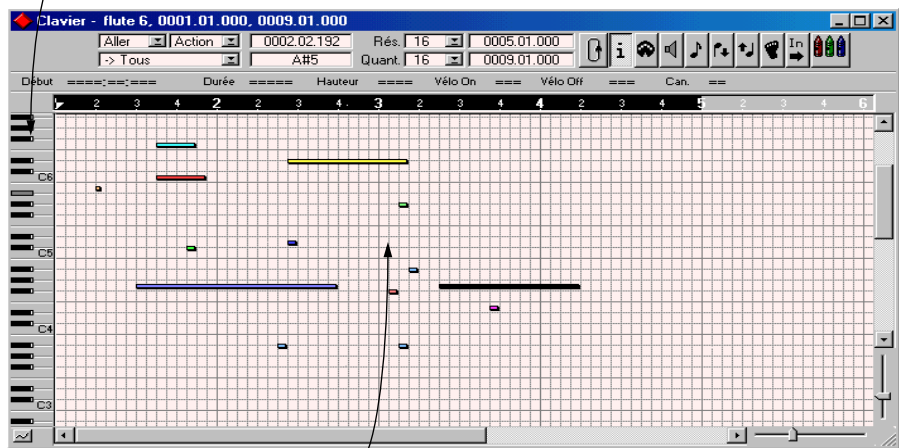 Clavier - flute 6, 0001.01.000, 0009.01.000
Aller Action 0002.02.192 Rés. 16 0005.01.000 In
-> Tous A#5 Quant. 16 0009.01.000 i
Début ====:==:=== Durée ===== Hauteur ==== Vélo On === Vélo Off === Can. ==
2 3 4 2 2 3 4 3 2 3 4 4 2 3 4 5 2 3 4 6
C6
C5
C4
C3